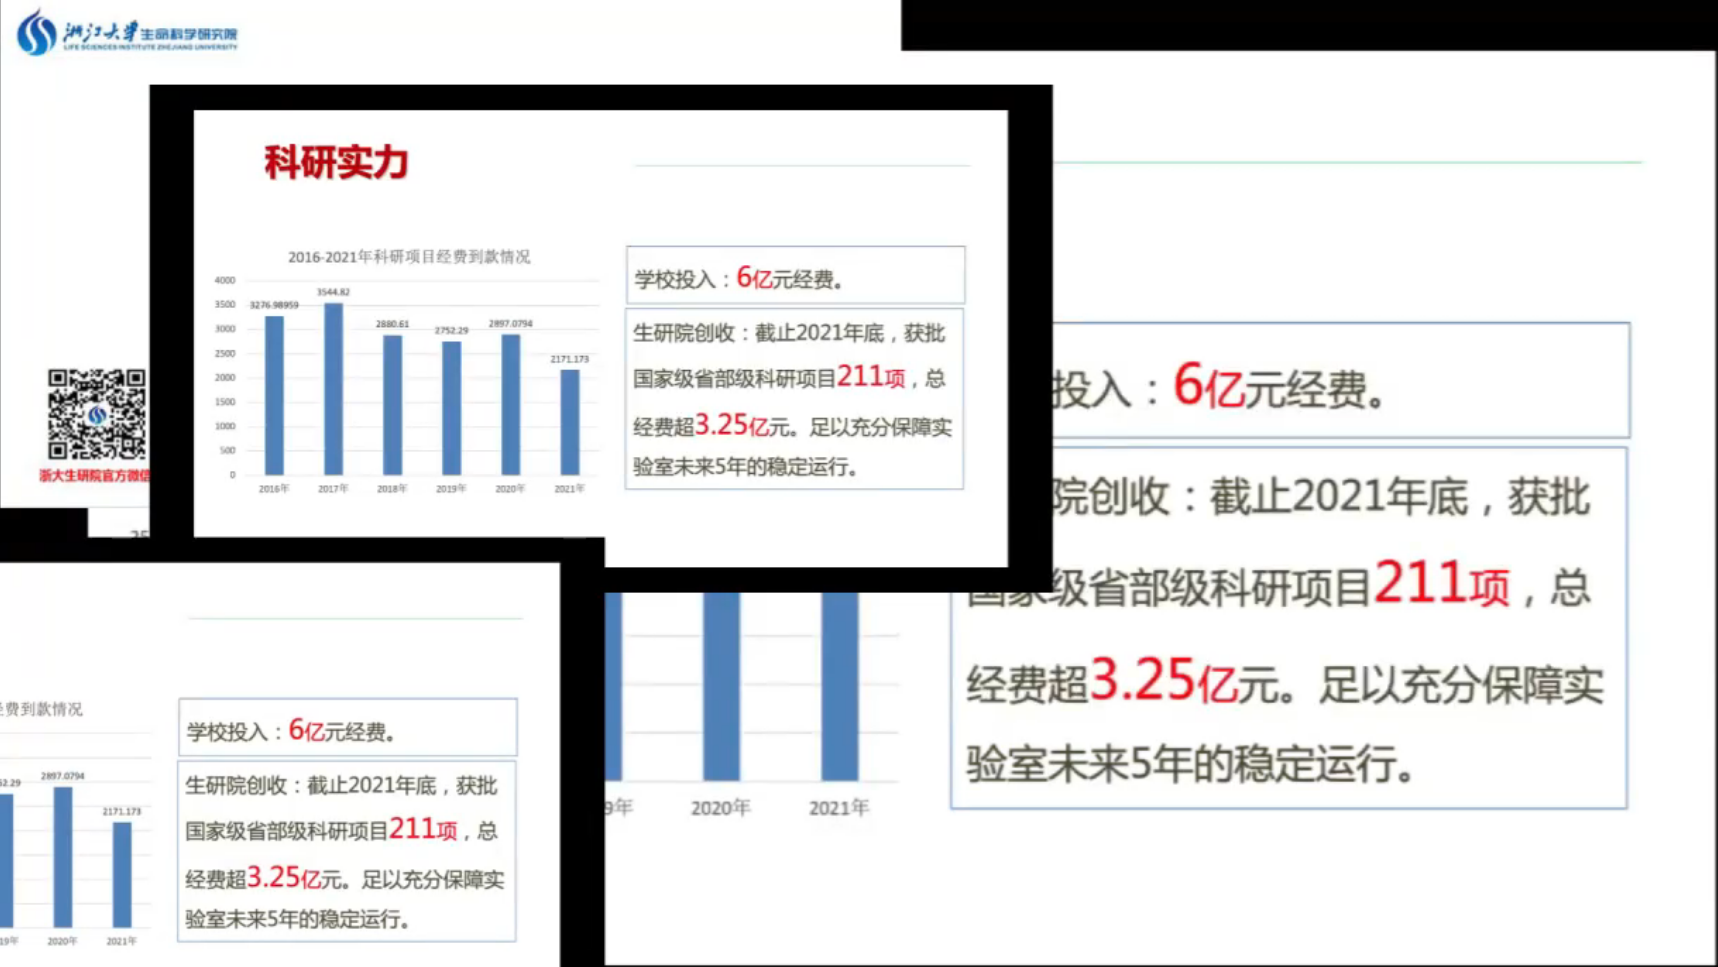 浙江大学生命科学研究院
LIFE SCIENCES INSTITUTE ZHEJIANG UNIVERSITY
浙大生研院官方微信
科研实力
2016-2021年科研项目经费到款情况
4000
3500
3000
2500
2000
1500
1000
500
0
3276.98959
3544.82
2880.61
2752.29
2897.0794
2171.173
2016年
2017年
2018年
2019年
2020年
2021年
学校投入：6亿元经费。
生研院创收：截止2021年底，获批
国家级省部级科研项目211项，总
经费超3.25亿元。足以充分保障实
验室未来5年的稳定运行。
投入：6亿元经费。
院创收：截止2021年底，获批
国家级省部级科研项目211项，总
经费超3.25亿元。足以充分保障实
验室未来5年的稳定运行。
9年
2020年
2021年
经费到款情况
52.29
2897.0794
2171.173
19年
2020年
2021年
学校投入：6亿元经费。
生研院创收：截止2021年底，获批
国家级省部级科研项目211项，总
经费超3.25亿元。足以充分保障实
验室未来5年的稳定运行。